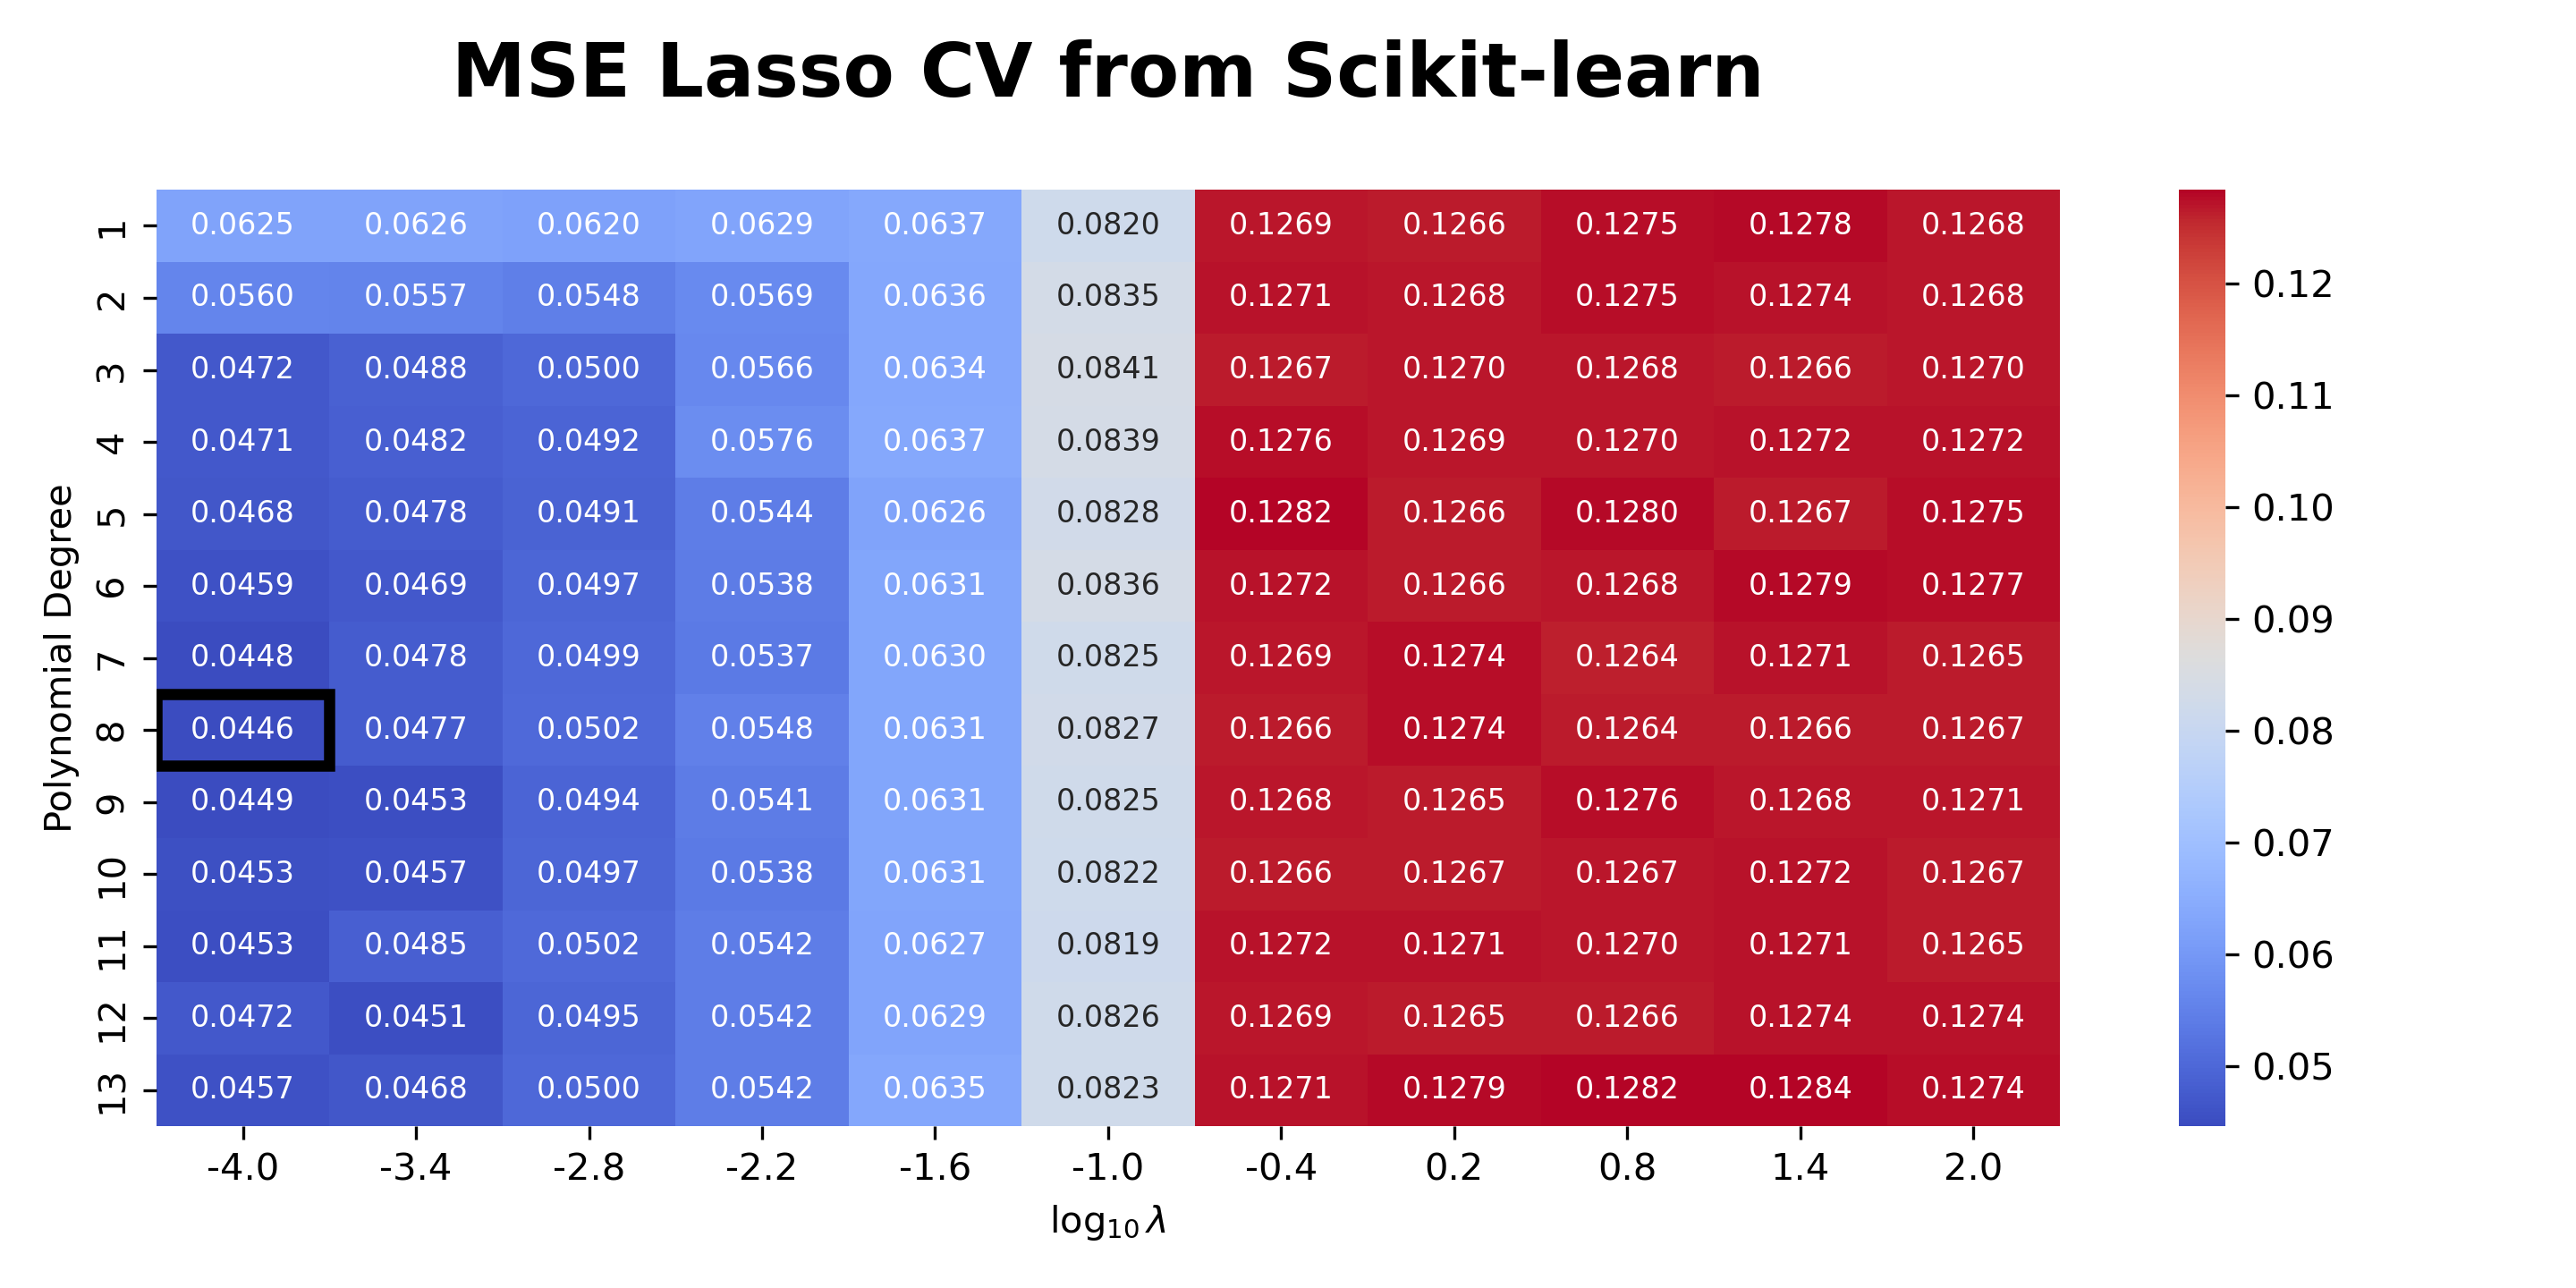 MSE Lasso CV from Scikit-learn
Polynomial Degree
1 0.0625 0.0626 0.0620 0.0629 0.0637 0.0820 0.1269 0.1266 0.1275 0.1278 0.1268
2 0.0560 0.0557 0.0548 0.0569 0.0636 0.0835 0.1271 0.1268 0.1275 0.1274 0.1268
3 0.0472 0.0488 0.0500 0.0566 0.0634 0.0841 0.1267 0.1270 0.1268 0.1266 0.1270
4 0.0471 0.0482 0.0492 0.0576 0.0637 0.0839 0.1276 0.1269 0.1270 0.1272 0.1272
5 0.0468 0.0478 0.0491 0.0544 0.0626 0.0828 0.1282 0.1266 0.1280 0.1267 0.1275
6 0.0459 0.0469 0.0497 0.0538 0.0631 0.0836 0.1272 0.1266 0.1268 0.1279 0.1277
7 0.0448 0.0478 0.0499 0.0537 0.0630 0.0825 0.1269 0.1274 0.1264 0.1271 0.1265
8 0.0446 0.0477 0.0502 0.0548 0.0631 0.0827 0.1266 0.1274 0.1264 0.1266 0.1267
9 0.0449 0.0453 0.0494 0.0541 0.0631 0.0825 0.1268 0.1265 0.1276 0.1268 0.1271
10 0.0453 0.0457 0.0497 0.0538 0.0631 0.0822 0.1266 0.1267 0.1267 0.1272 0.1267
11 0.0453 0.0485 0.0502 0.0542 0.0627 0.0819 0.1272 0.1271 0.1270 0.1271 0.1265
12 0.0472 0.0451 0.0495 0.0542 0.0629 0.0826 0.1269 0.1265 0.1266 0.1274 0.1274
13 0.0457 0.0468 0.0500 0.0542 0.0635 0.0823 0.1271 0.1279 0.1282 0.1284 0.1274
-4.0 -3.4 -2.8 -2.2 -1.6 -1.0 -0.4 0.2 0.8 1.4 2.0
log₁₀ λ
0.12
0.11
0.10
0.09
0.08
0.07
0.06
0.05